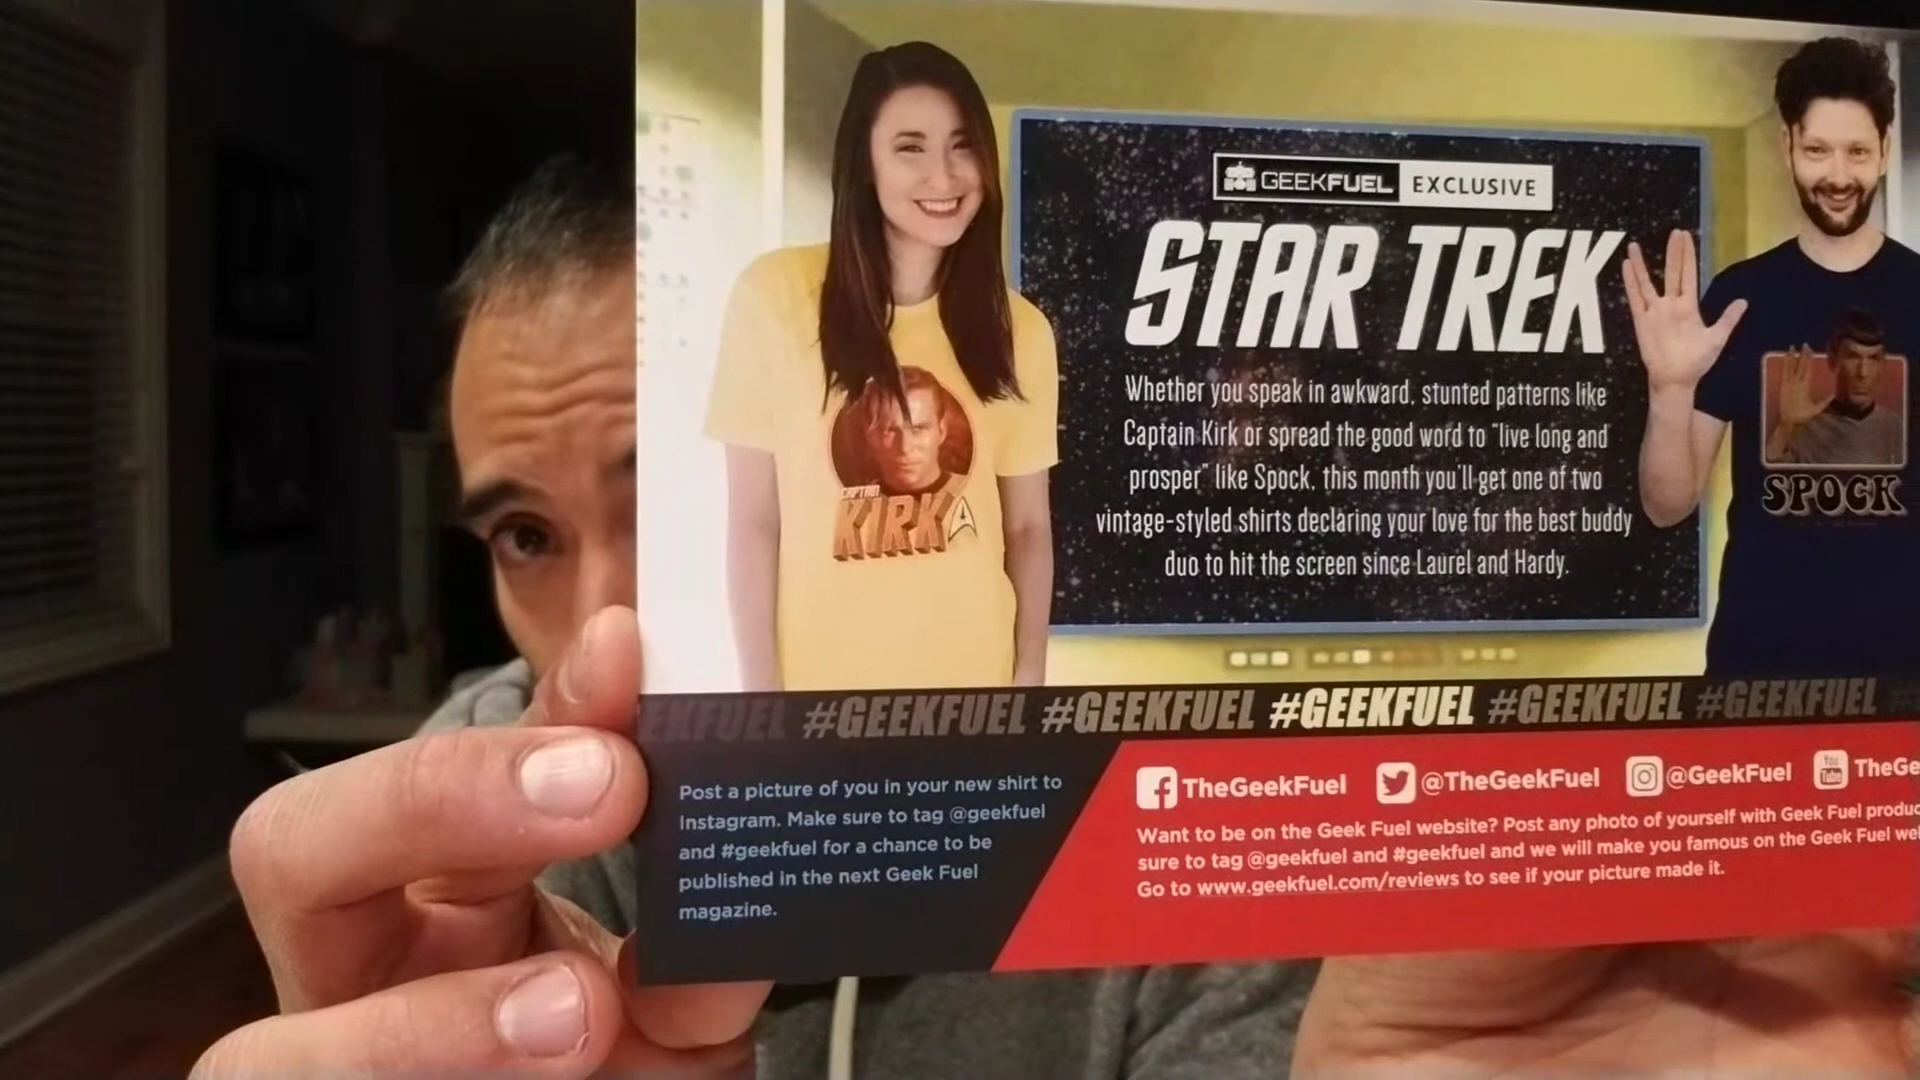 GEEKFUEL EXCLUSIVE
STAR TREK
Whether you speak in awkward, stunted patterns like
Captain Kirk or spread the good word to "live long and
prosper" like Spock, this month you'll get one of two
vintage-styled shirts declaring your love for the best buddy
duo to hit the screen since Laurel and Hardy.
CAPTAIN
KIRK
SPOCK
EKFUEL #GEEKFUEL #GEEKFUEL #GEEKFUEL #GEEKFUEL #GEEKFUEL #
Post a picture of you in your new shirt to
Instagram. Make sure to tag @geekfuel
and #geekfuel for a chance to be
published in the next Geek Fuel
magazine.
TheGeekFuel @TheGeekFuel @GeekFuel You Tube TheGe
Want to be on the Geek Fuel website? Post any photo of yourself with Geek Fuel produc
sure to tag @geekfuel and #geekfuel and we will make you famous on the Geek Fuel we
Go to www.geekfuel.com/reviews to see if your picture made it.